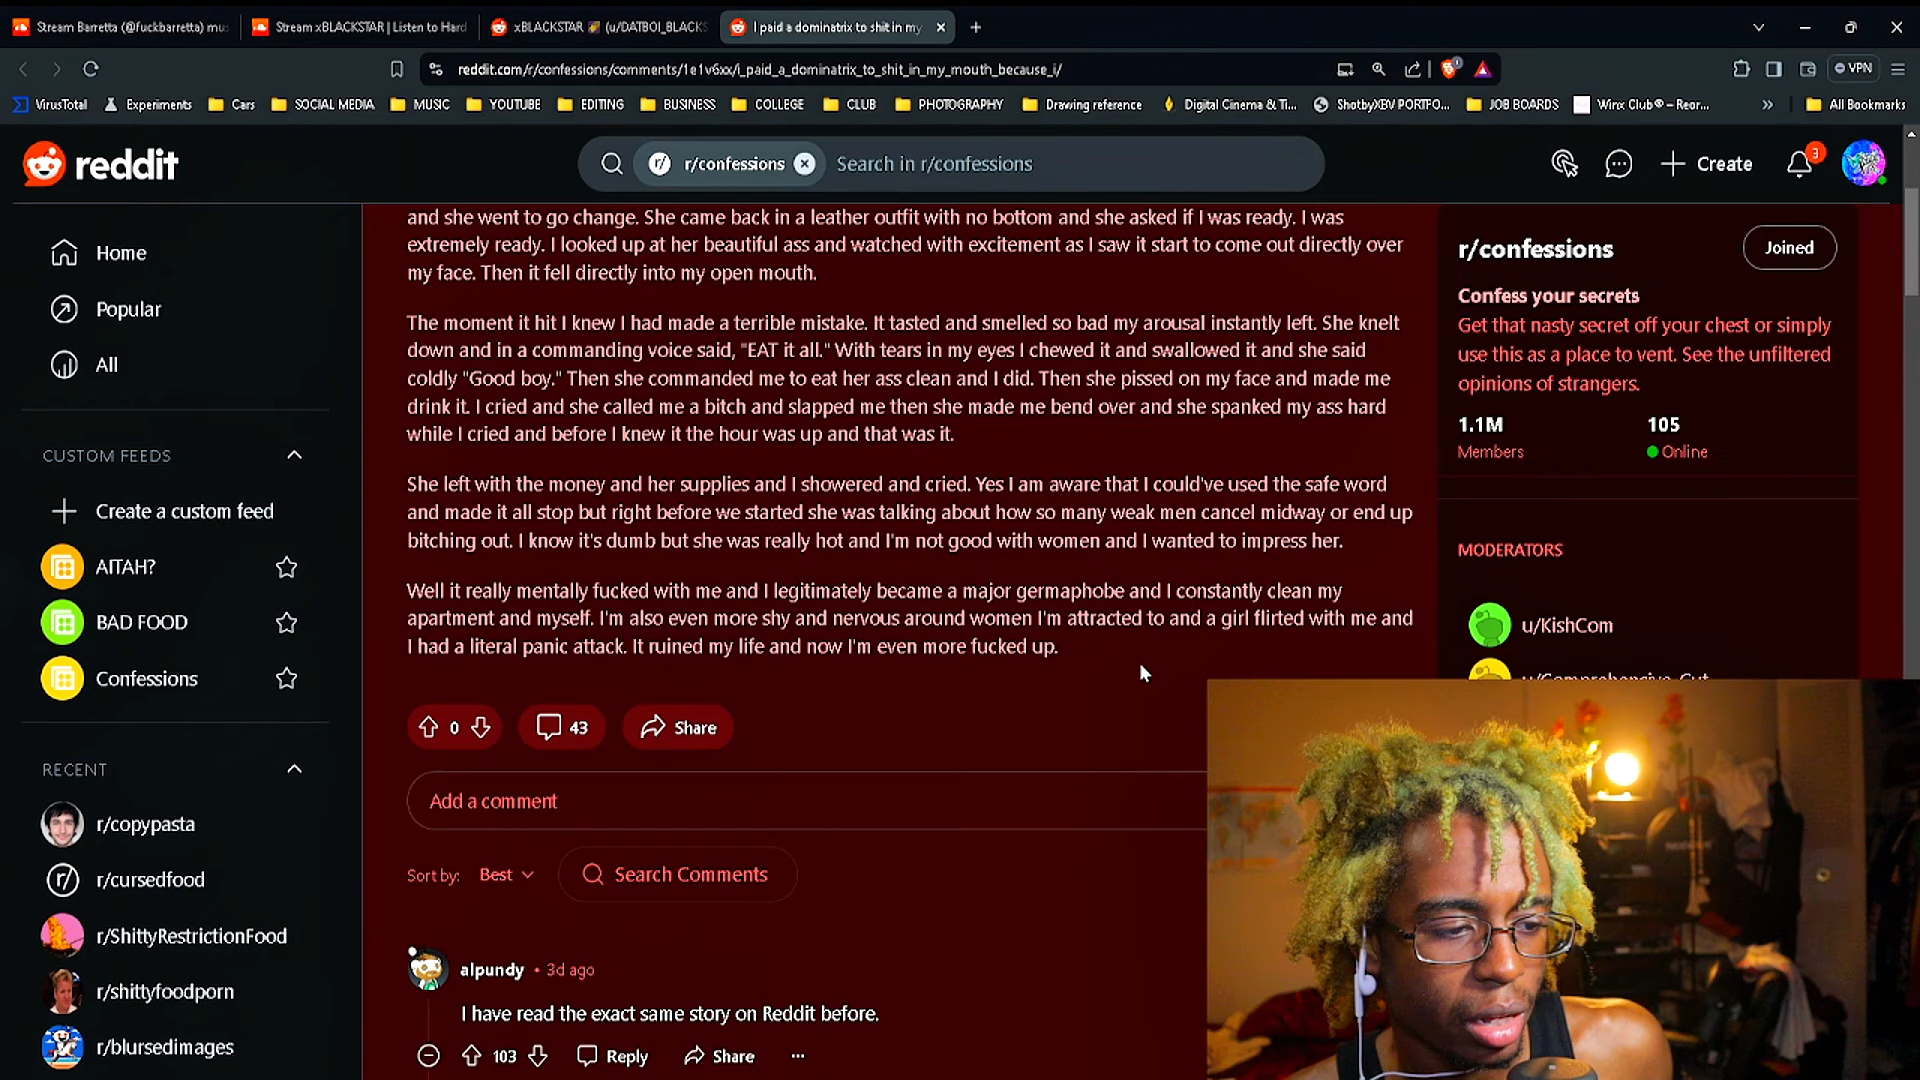 Stream Barretta (@fuckbarretta) mu
Stream xBLACKSTAR | Listen to Hard
xBLACKSTAR (u/DATBOI_BLACKS
I paid a dominatrix to shit in my
reddit.com/r/confessions/comments/1e1v6xx/i_paid_a_dominatrix_to_shit_in_my_mouth_because_i/
VPN
VirusTotal
Experiments
Cars
SOCIAL MEDIA
MUSIC
YOUTUBE
EDITING
BUSINESS
COLLEGE
CLUB
PHOTOGRAPHY
Drawing reference
Digital Cinema & Ti...
ShotbyXBV PORTFO...
JOB BOARDS
Winx Club® – Reor...
All Bookmarks
reddit
r/confessions
Search in r/confessions
Create
3
Home
Popular
All
CUSTOM FEEDS
Create a custom feed
AITAH?
BAD FOOD
Confessions
RECENT
r/copypasta
r/cursedfood
r/ShittyRestrictionFood
r/shittyfoodporn
r/blursedimages
and she went to go change. She came back in a leather outfit with no bottom and she asked if I was ready. I was
extremely ready. I looked up at her beautiful ass and watched with excitement as I saw it start to come out directly over
my face. Then it fell directly into my open mouth.
The moment it hit I knew I had made a terrible mistake. It tasted and smelled so bad my arousal instantly left. She knelt
down and in a commanding voice said, "EAT it all." With tears in my eyes I chewed it and swallowed it and she said
coldly "Good boy." Then she commanded me to eat her ass clean and I did. Then she pissed on my face and made me
drink it. I cried and she called me a bitch and slapped me then she made me bend over and she spanked my ass hard
while I cried and before I knew it the hour was up and that was it.
She left with the money and her supplies and I showered and cried. Yes I am aware that I could've used the safe word
and made it all stop but right before we started she was talking about how so many weak men cancel midway or end up
bitching out. I know it's dumb but she was really hot and I'm not good with women and I wanted to impress her.
Well it really mentally fucked with me and I legitimately became a major germaphobe and I constantly clean my
apartment and myself. I'm also even more shy and nervous around women I'm attracted to and a girl flirted with me and
I had a literal panic attack. It ruined my life and now I'm even more fucked up.
0
43
Share
Add a comment
Sort by: Best
Search Comments
alpundy • 3d ago
I have read the exact same story on Reddit before.
103
Reply
Share
r/confessions
Joined
Confess your secrets
Get that nasty secret off your chest or simply
use this as a place to vent. See the unfiltered
opinions of strangers.
1.1M
105
Members
Online
MODERATORS
u/KishCom